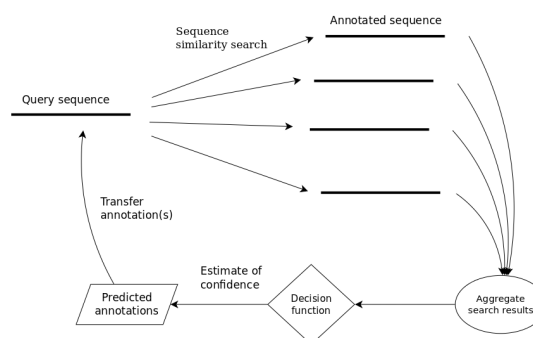 Sequence
similarity search
Annotated sequence
Query sequence
Transfer
annotation(s)
Estimate of
confidence
Predicted
annotations
Decision
function
Aggregate
search results